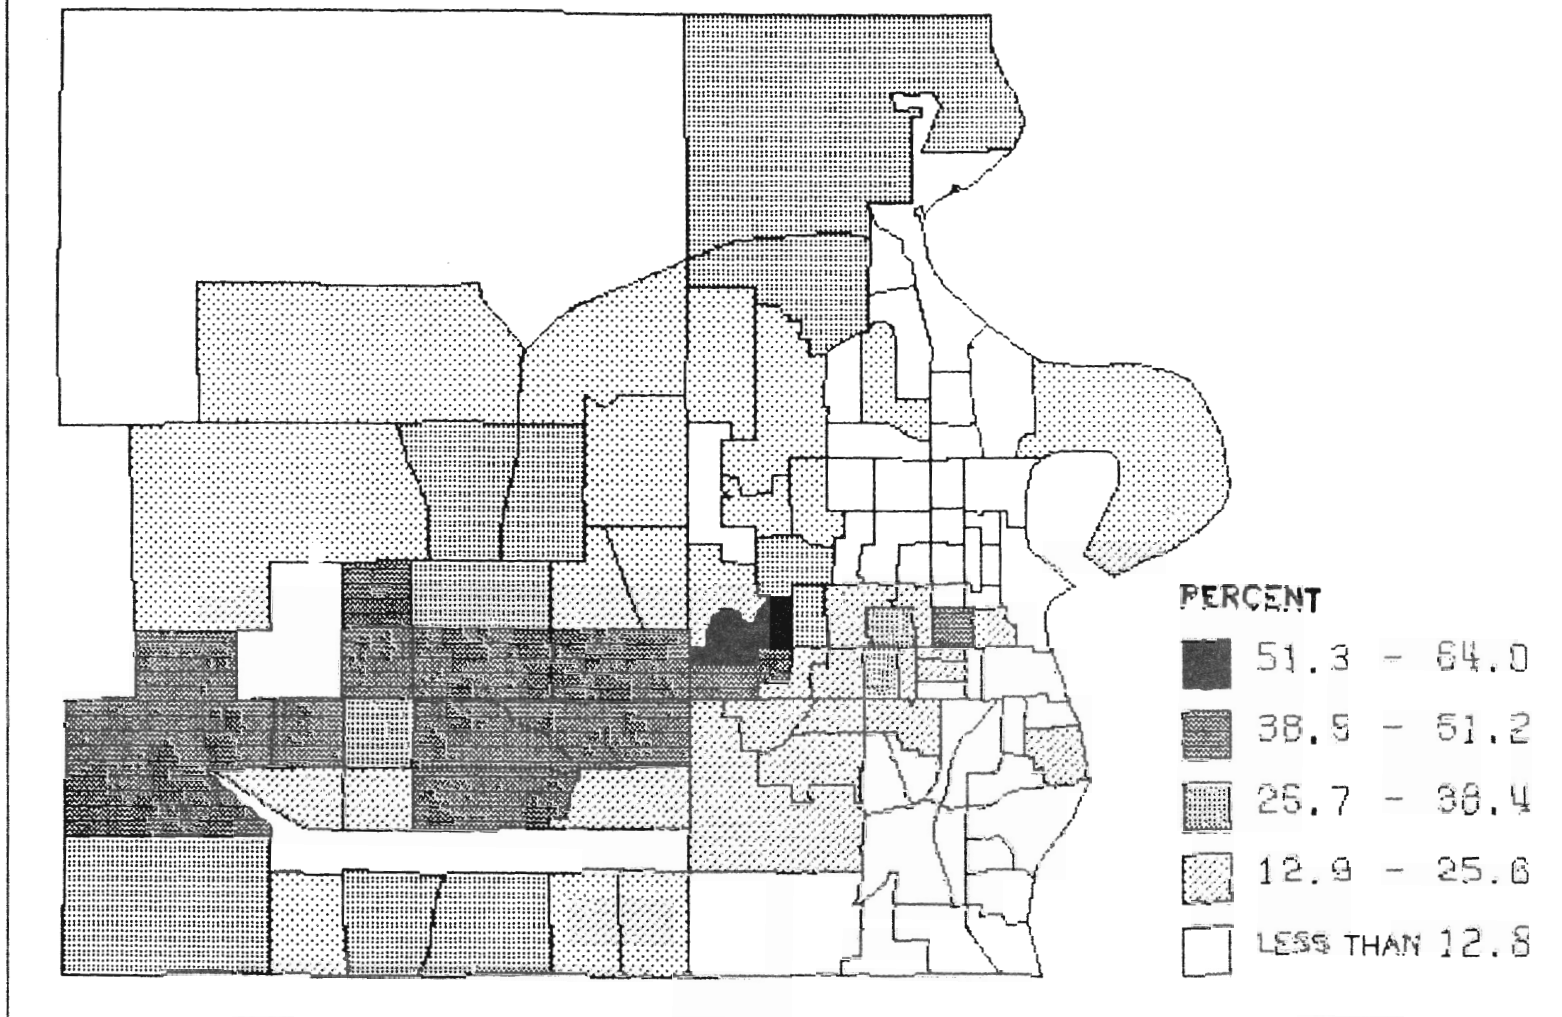 PERCENT
51.3 - 64.0
38.5 - 51.2
25.7 - 38.4
12.9 - 25.6
LESS THAN 12.8